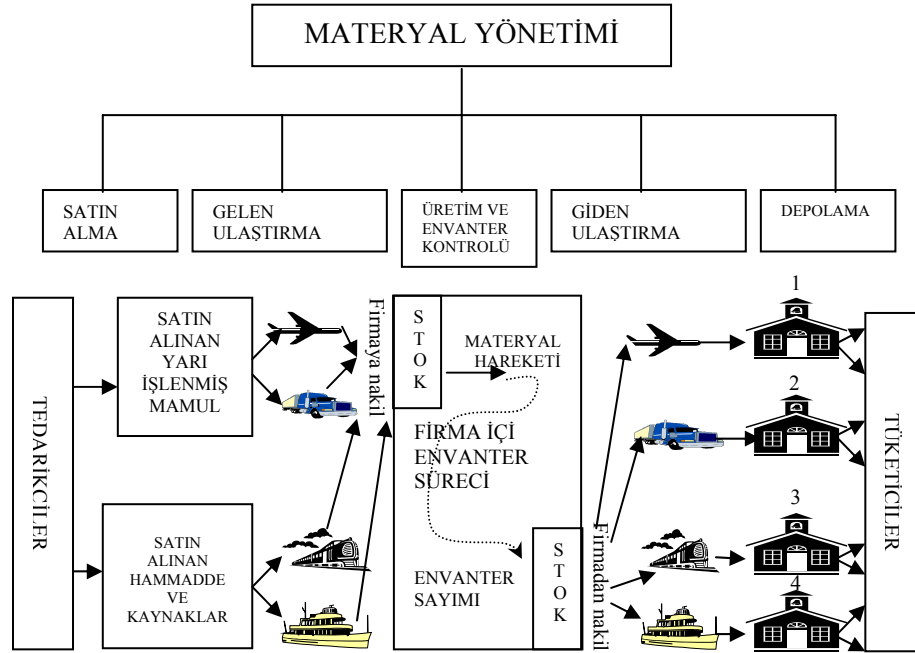 MATERYAL YÖNETİMİ
SATIN
ALMA
GELEN
ULAŞTIRMA
ÜRETİM VE
ENVANTER
KONTROLÜ
GİDEN
ULAŞTIRMA
DEPOLAMA
TEDARİKCİLER
SATIN
ALINAN
YARI
İŞLENMİŞ
MAMUL
SATIN
ALINAN
HAMMADDE
VE
KAYNAKLAR
Firmaya nakil
S
T
O
K
MATERYAL
HAREKETİ
FİRMA İÇİ
ENVANTER
SÜRECİ
ENVANTER
SAYIMI
S
T
O
K
Firmadan nakil
1
2
3
4
TÜKETİCİLER